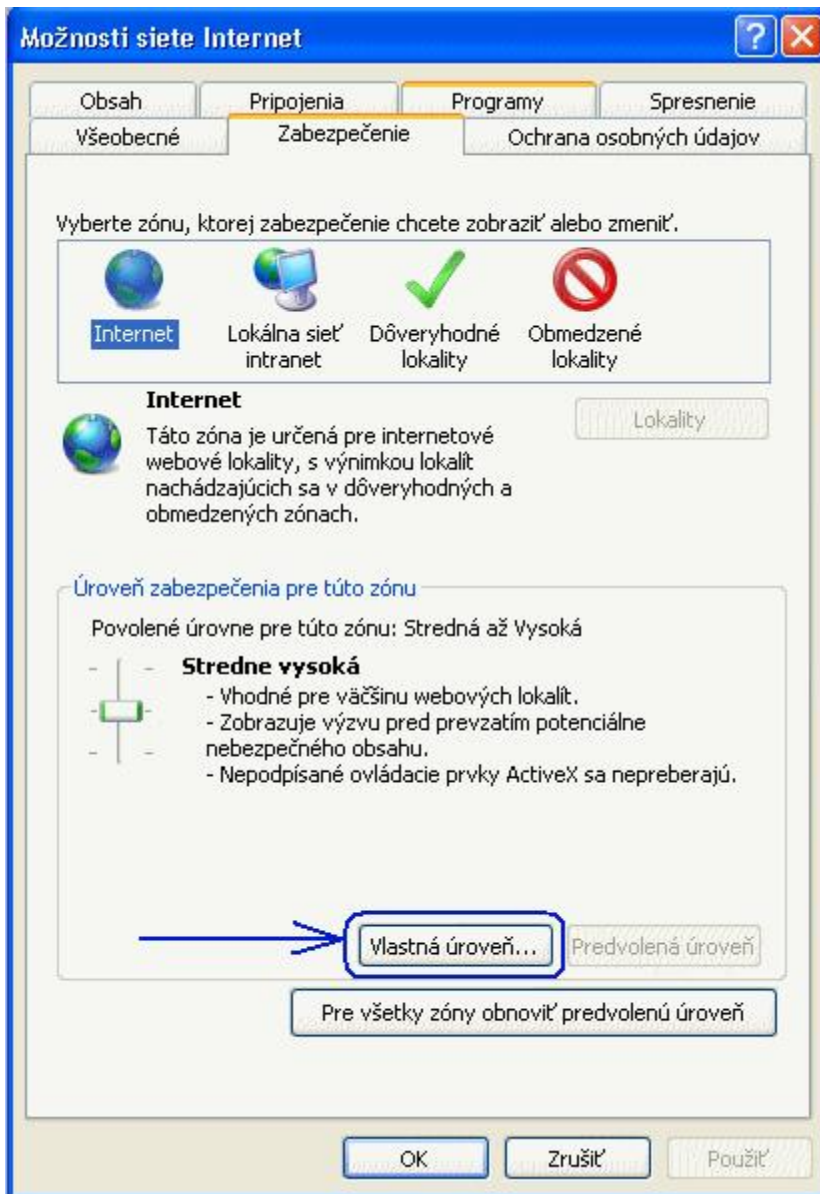 Možnosti siete Internet
Obsah Pripojenia Programy Spresnenie
Všeobecné Zabezpečenie Ochrana osobných údajov
Vyberte zónu, ktorej zabezpečenie chcete zobraziť alebo zmeniť.
Internet Lokálna sieť Dôveryhodné Obmedzené
intranet lokality lokality
Internet
Lokality
Táto zóna je určená pre internetové
webové lokality, s výnimkou lokalít
nachádzajúcich sa v dôveryhodných a
obmedzených zónach.
Úroveň zabezpečenia pre túto zónu
Povolené úrovne pre túto zónu: Stredná až Vysoká
Stredne vysoká
- Vhodné pre väčšinu webových lokalít.
- Zobrazuje výzvu pred prevzatím potenciálne
nebezpečného obsahu.
- Nepodpísané ovládacie prvky ActiveX sa nepreberajú.
Vlastná úroveň... Predvolená úroveň
Pre všetky zóny obnoviť predvolenú úroveň
OK Zrušiť Použiť